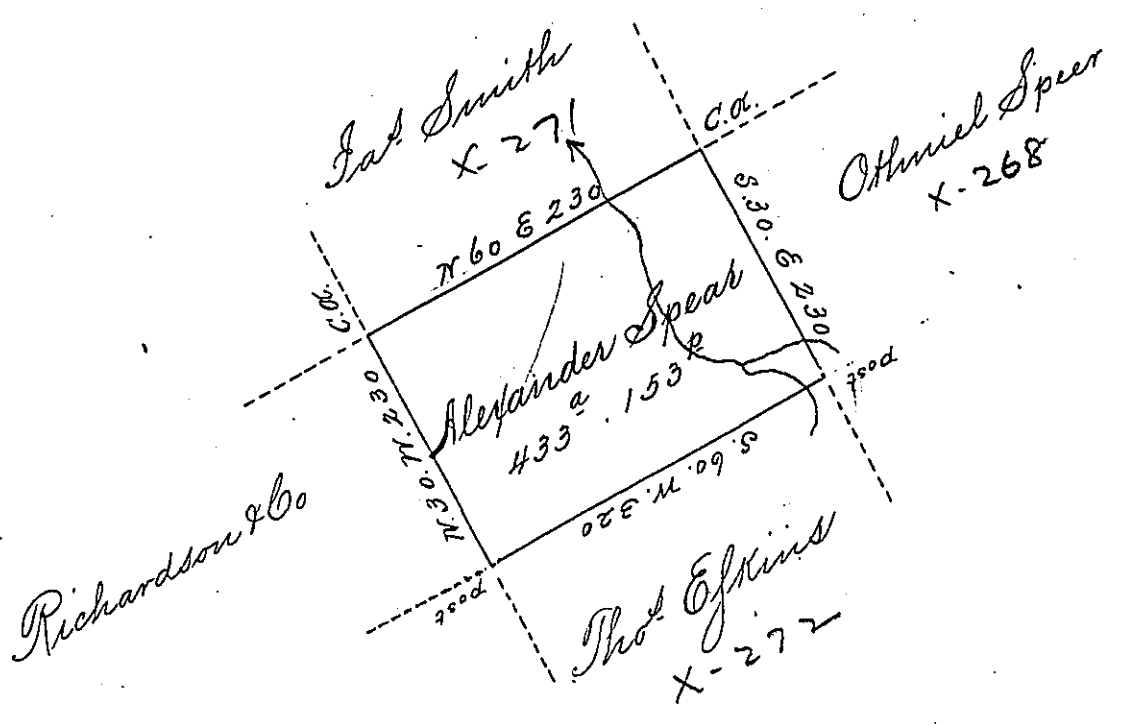 Jaˢ Smith
X-271
C.O.
Othniel Speer
X-268
N.60 E 230
S.30. E 230
C.O.
Alexander Spear
433ª. 153ᵖ
post
N.30.W.230
S.60.W.320
Richardson & Co
post
Thoˢ Efkins
X-272